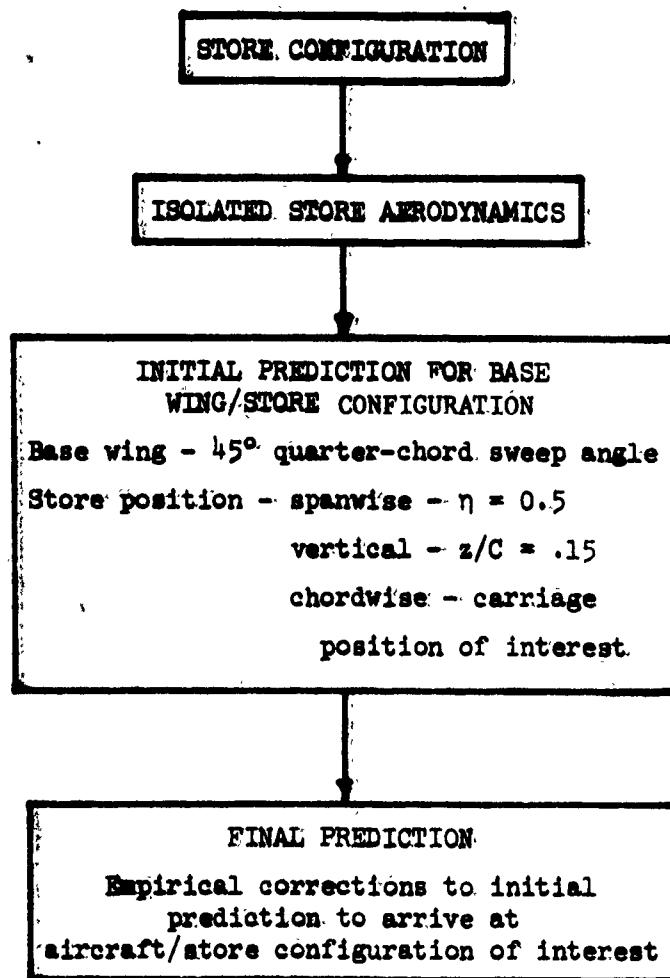 STORE CONFIGURATION
ISOLATED STORE AERODYNAMICS
INITIAL PREDICTION FOR BASE
WING/STORE CONFIGURATION
Base wing - 45° quarter-chord sweep angle
Store position - spanwise - η = 0.5
vertical - z/C = .15
chordwise - carriage
position of interest
FINAL PREDICTION
Empirical corrections to initial
prediction to arrive at
aircraft/store configuration of interest